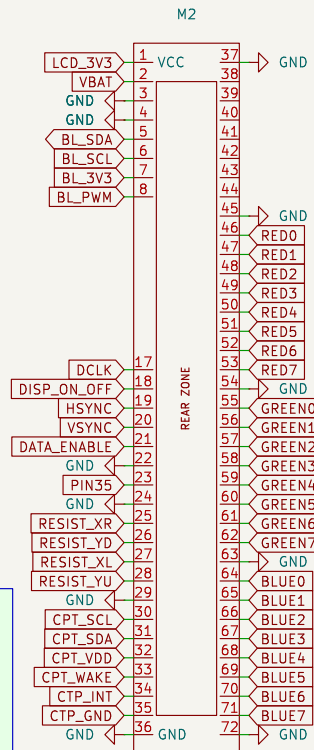 M2
LCD_3V3 1 VCC 37 GND
VBAT 2 38
GND 3 39
GND 4 40
BL_SDA 5 41
BL_SCL 6 42
BL_3V3 7 43
BL_PWM 8 44
45 GND
46 RED0
47 RED1
48 RED2
49 RED3
50 RED4
51 RED5
52 RED6
DCLK 17 53 RED7
DISP_ON_OFF 18 54 GND
HSYNC 19 55 GREEN0
VSYNC 20 56 GREEN1
DATA_ENABLE 21 57 GREEN2
GND 22 58 GREEN3
PIN35 23 59 GREEN4
GND 24 60 GREEN5
RESIST_XR 25 61 GREEN6
RESIST_YD 26 62 GREEN7
RESIST_XL 27 63 GND
RESIST_YU 28 64 BLUE0
GND 29 65 BLUE1
CPT_SCL 30 66 BLUE2
CPT_SDA 31 67 BLUE3
CPT_VDD 32 68 BLUE4
CPT_WAKE 33 69 BLUE5
CTP_INT 34 70 BLUE6
CTP_GND 35 71 BLUE7
GND 36 GND 72 GND
REAR ZONE